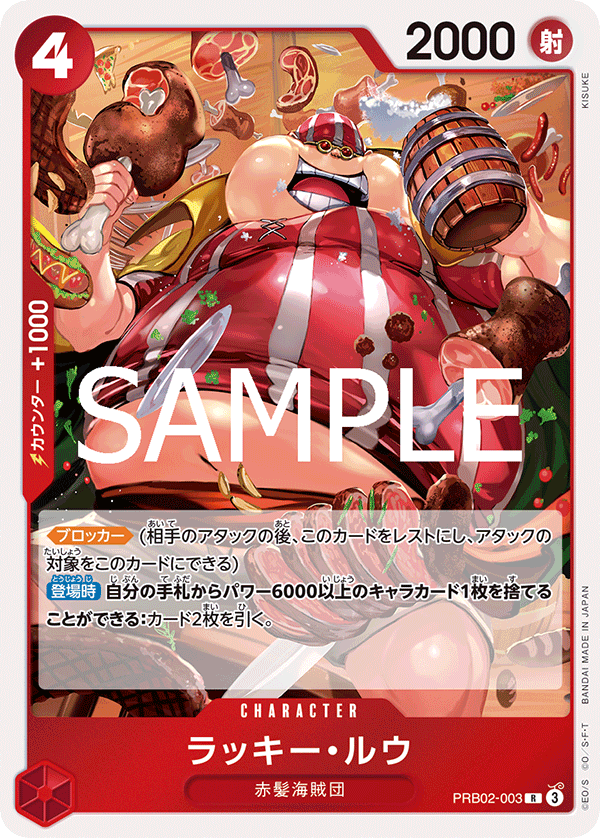 4
2000
射
KISUKE
カウンター +1000
SAMPLE
ブロッカー (相手のアタックの後、このカードをレストにし、アタックの
対象をこのカードにできる)
登場時 自分の手札からパワー6000以上のキャラカード1枚を捨てる
ことができる:カード2枚を引く。
CHARACTER
ラッキー・ルウ
赤髪海賊団
PRB02-003 R 3
©E.O/S ©O/S・F・T BANDAI MADE IN JAPAN